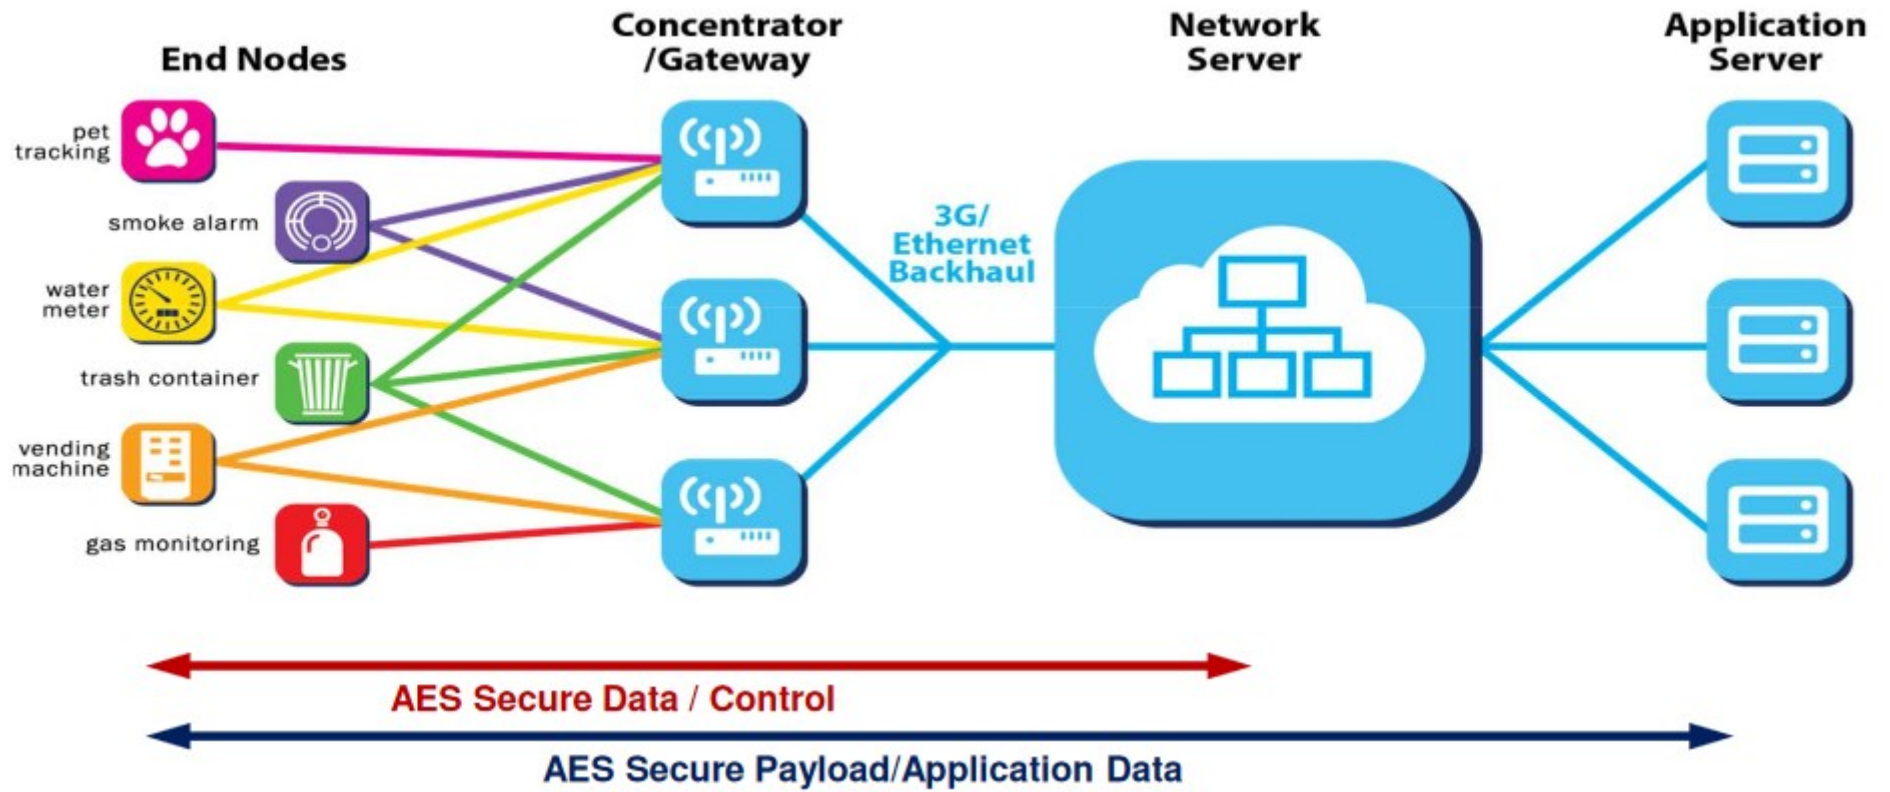 End Nodes
Concentrator
/Gateway
Network
Server
Application
Server
pet
tracking
smoke alarm
water
meter
trash container
vending
machine
gas monitoring
3G/
Ethernet
Backhaul
AES Secure Data / Control
AES Secure Payload/Application Data